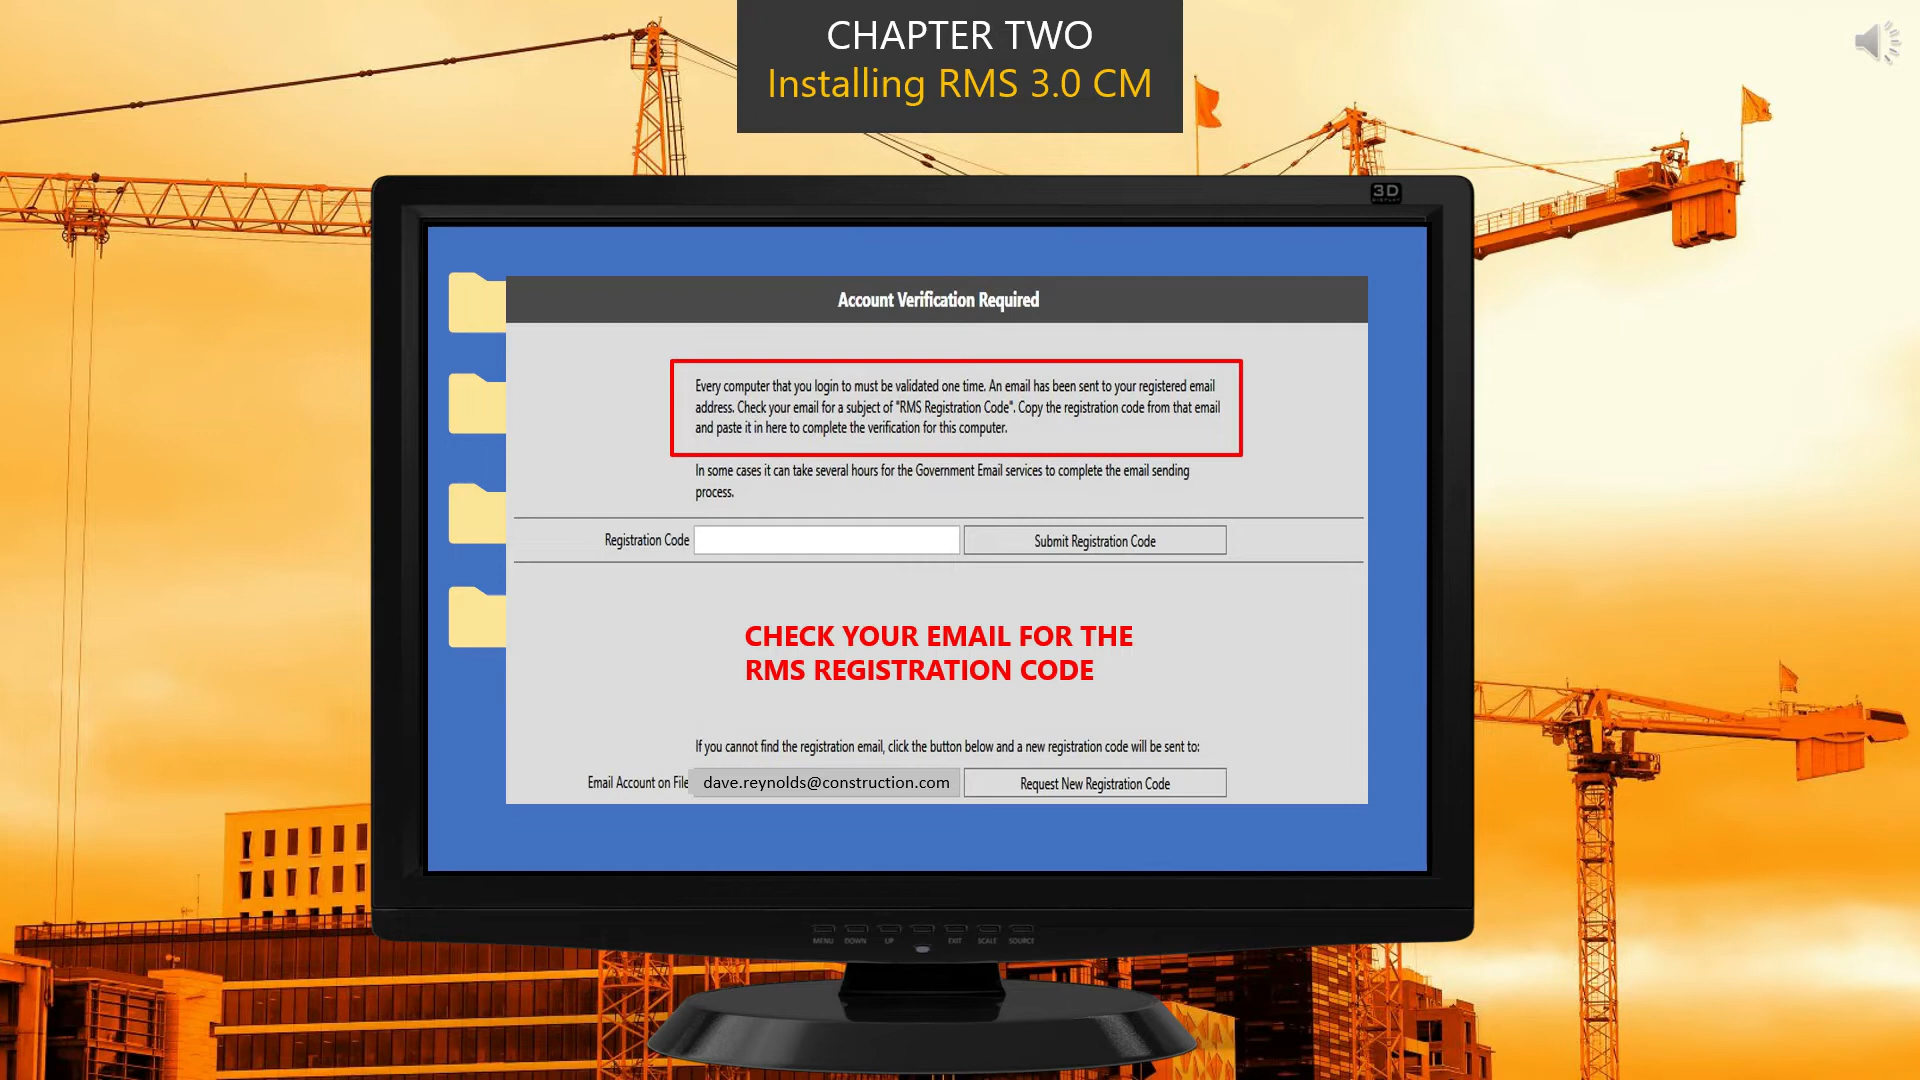 CHAPTER TWO
Installing RMS 3.0 CM
3D
DISPLAY
Account Verification Required
Every computer that you login to must be validated one time. An email has been sent to your registered email
address. Check your email for a subject of "RMS Registration Code". Copy the registration code from that email
and paste it in here to complete the verification for this computer.
In some cases it can take several hours for the Government Email services to complete the email sending
process.
Registration Code
Submit Registration Code
CHECK YOUR EMAIL FOR THE
RMS REGISTRATION CODE
If you cannot find the registration email, click the button below and a new registration code will be sent to:
Email Account on File
dave.reynolds@construction.com
Request New Registration Code
MENU DOWN UP EXIT SCALE SOURCE